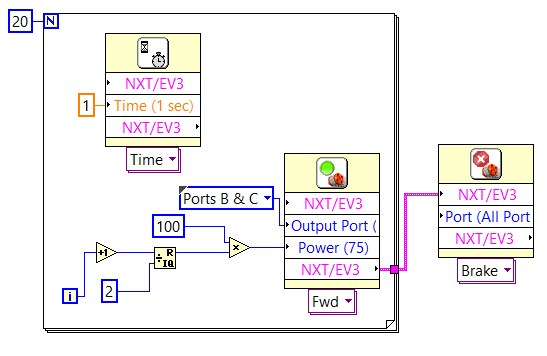 20
N
NXT/EV3
1
Time (1 sec)
NXT/EV3
Time
Ports B & C
NXT/EV3
Output Port (
100
Power (75)
NXT/EV3
Fwd
+1
R
IQ
x
2
i
NXT/EV3
Port (All Port
NXT/EV3
Brake